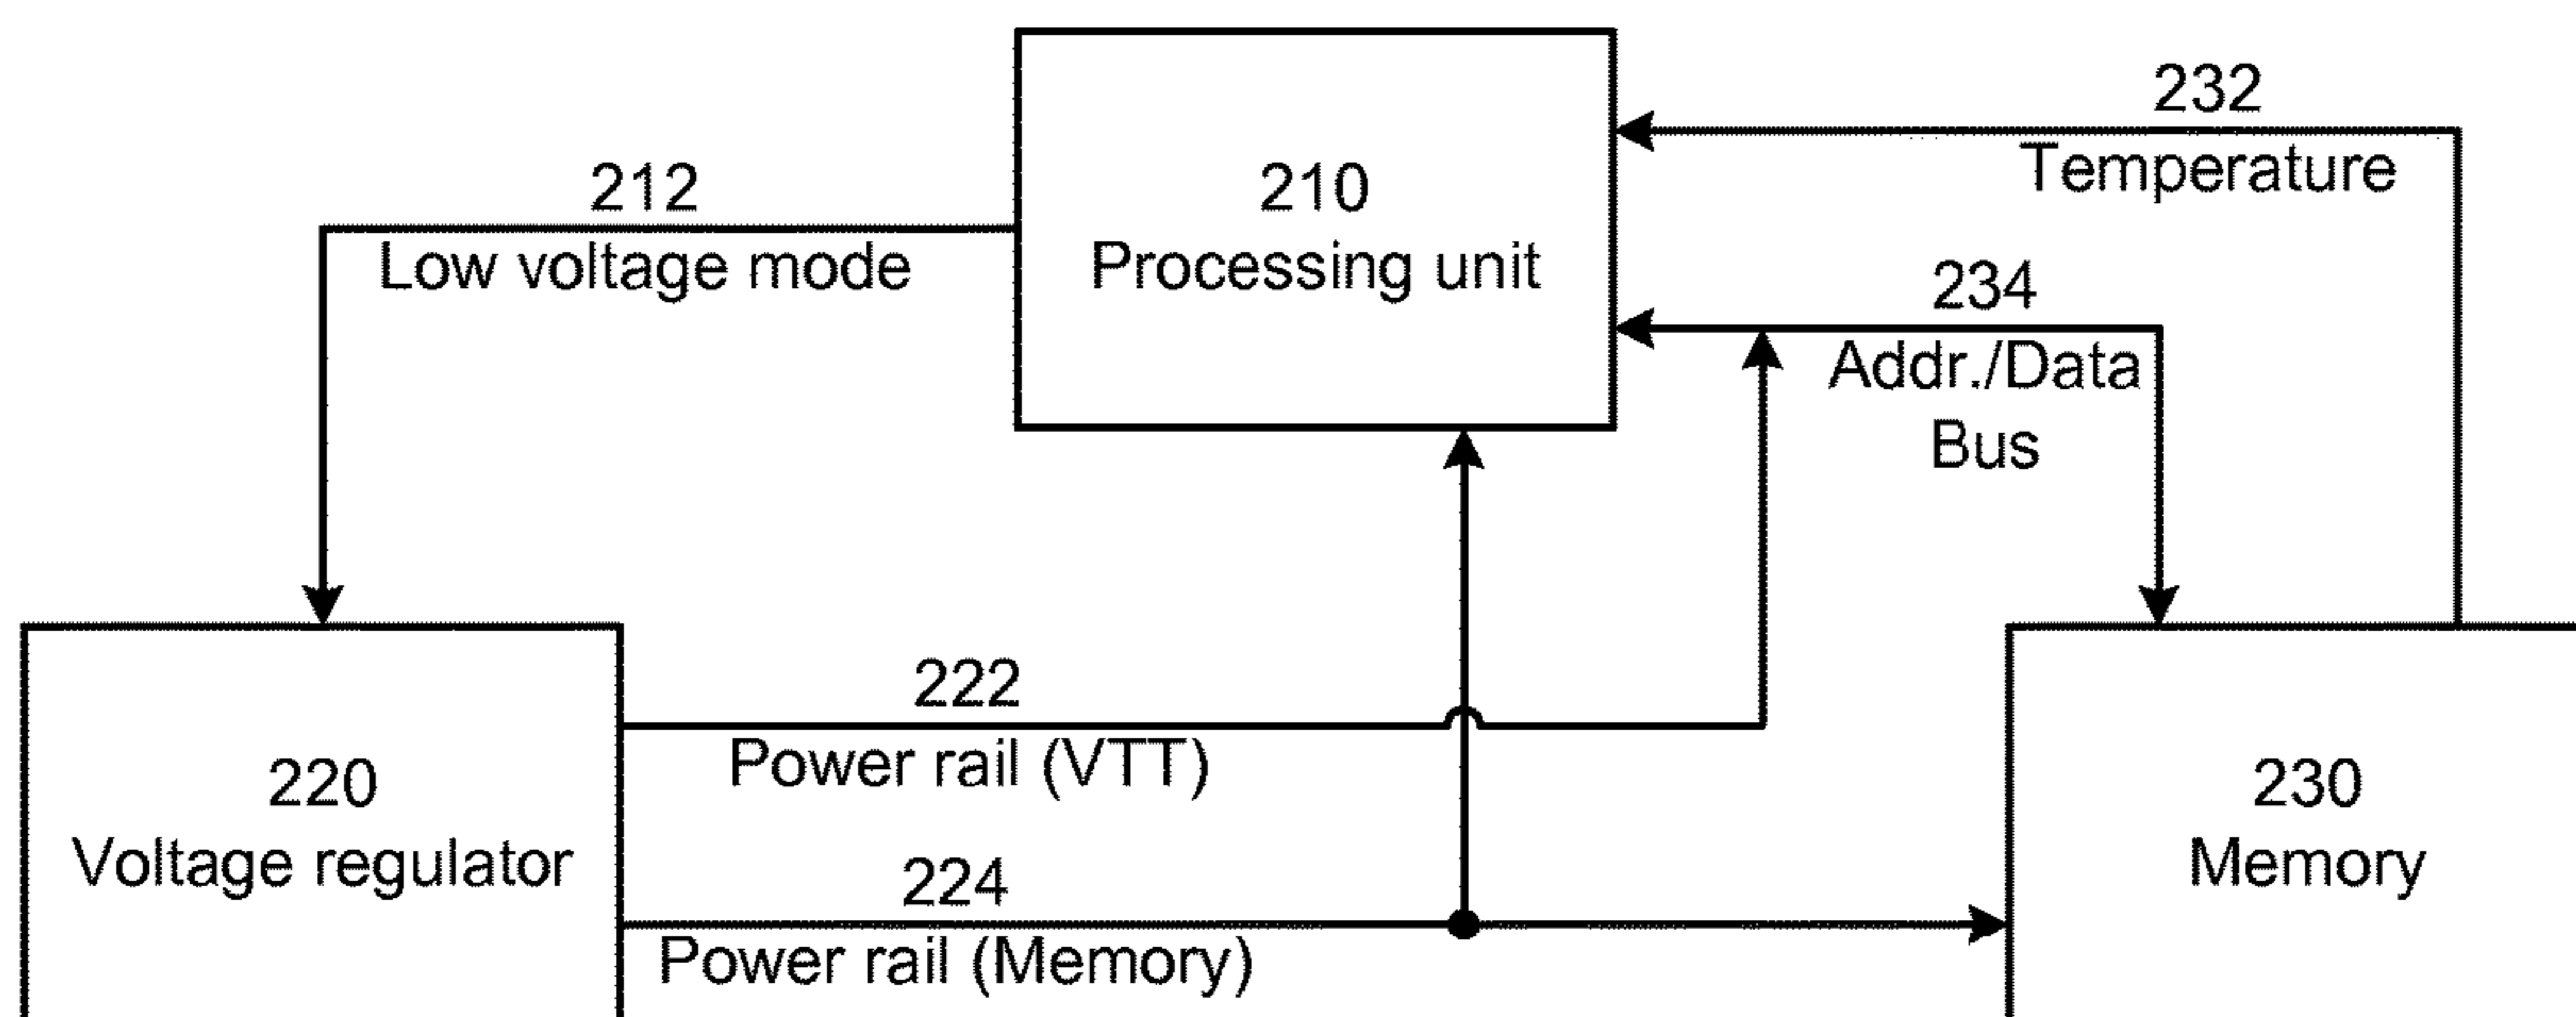 232
Temperature
212
Low voltage mode
210
Processing unit
234
Addr./Data
Bus
222
Power rail (VTT)
220
Voltage regulator
230
Memory
224
Power rail (Memory)